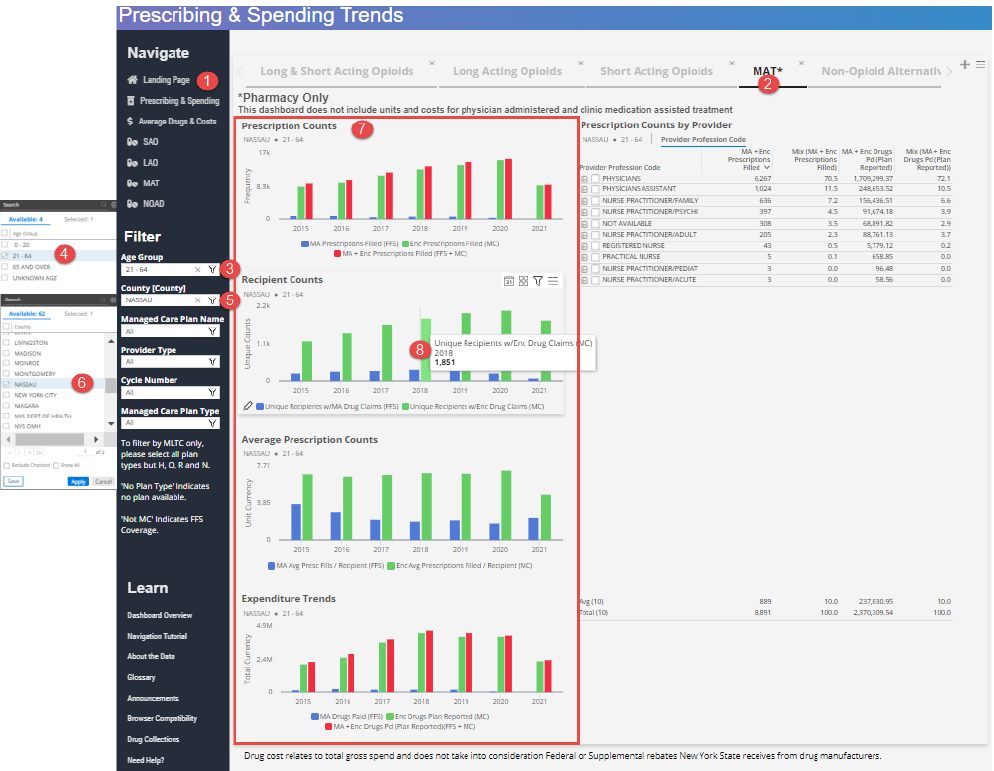 Prescribing & Spending Trends
Navigate
Landing Page
1
Prescribing & Spending
$ Average Drugs & Costs
SAO
LAO
MAT
NOAD
Search
Available: 4 Selected: 1
Age Group
0 - 20
21 - 64
4
65 AND OVER
UNKNOWN AGE
Search
Available: 62 Selected: 1
County
LEWIS
LIVINGSTON
MADISON
MONROE
MONTGOMERY
NASSAU
6
NEW YORK CITY
NIAGARA
NYS DEPT OF HEALTH
NYS OMH
1 of 2
Exclude Checked Show All
Save Apply Cancel
Filter
Age Group
21 - 64
3
County [County]
NASSAU
5
Managed Care Plan Name
All
Provider Type
All
Cycle Number
All
Managed Care Plan Type
All
To filter by MLTC only,
please select all plan
types but H, O, R and N.
'No Plan Type' Indicates
no plan available.
'Not MC' Indicates FFS
Coverage.
Learn
Dashboard Overview
Navigation Tutorial
About the Data
Glossary
Announcements
Browser Compatibility
Drug Collections
Need Help?
Long & Short Acting Opioids
Long Acting Opioids
Short Acting Opioids
MAT*
2
Non-Opioid Alternativ
*Pharmacy Only
This dashboard does not include units and costs for physician administered and clinic medication assisted treatment
Prescription Counts
7
NASSAU • 21 - 64
Frequency
17k
8.3k
0
2015 2016 2017 2018 2019 2020 2021
MA Prescriptions Filled (FFS) Enc Prescriptions Filled (MC)
MA + Enc Prescriptions Filled (FFS + MC)
Recipient Counts
NASSAU • 21 - 64
Unique Counts
2.2k
1.1k
0
8
Unique Recipients w/Enc Drug Claims (MC)
2018
1,851
2015 2016 2017 2018 2019 2020 2021
Unique Recipients w/MA Drug Claims (FFS) Unique Recipients w/Enc Drug Claims (MC)
Average Prescription Counts
NASSAU • 21 - 64
Unit Currency
7.71
3.85
0
2015 2016 2017 2018 2019 2020 2021
MA Avg Presc Fills / Recipient (FFS) Enc Avg Prescriptions Filled / Recipient (MC)
Expenditure Trends
NASSAU • 21 - 64
Total Currency
4.9M
2.4M
0
2015 2016 2017 2018 2019 2020 2021
MA Drugs Paid (FFS) Enc Drugs Plan Reported (MC)
MA + Enc Drugs Pd (Plan Reported)(FFS + MC)
Prescription Counts by Provider
NASSAU • 21 - 64 Provider Profession Code
Provider Profession Code
MA + Enc Prescriptions Filled
Mix (MA + Enc Prescriptions Filled)
MA + Enc Drugs Pd (Plan Reported)
Mix (MA + Enc Drugs Pd (Plan Reported))
PHYSICIANS 6,267 70.5 1,709,299.37 72.1
PHYSICIANS ASSISTANT 1,024 11.5 248,653.52 10.5
NURSE PRACTITIONER/FAMILY 636 7.2 156,436.51 6.6
NURSE PRACTITIONER/PSYCHI 397 4.5 91,674.18 3.9
NOT AVAILABLE 308 3.5 68,891.82 2.9
NURSE PRACTITIONER/ADULT 205 2.3 88,761.13 3.7
REGISTERED NURSE 43 0.5 5,779.12 0.2
PRACTICAL NURSE 5 0.1 658.85 0.0
NURSE PRACTITIONER/PEDIAT 3 0.0 96.48 0.0
NURSE PRACTITIONER/ACUTE 3 0.0 58.56 0.0
Avg (10) 889 10.0 237,030.95 10.0
Total (10) 8,891 100.0 2,370,309.54 100.0
Drug cost relates to total gross spend and does not take into consideration Federal or Supplemental rebates New York State receives from drug manufacturers.